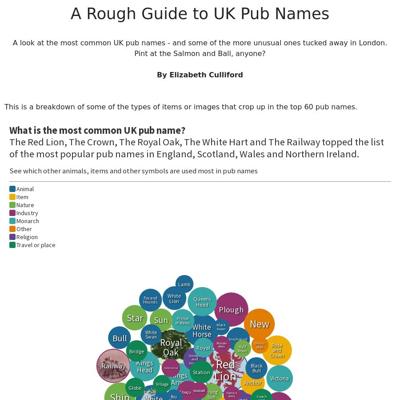 A Rough Guide to UK Pub Names
A look at the most common UK pub names - and some of the more unusual ones tucked away in London.
Pint at the Salmon and Ball, anyone?
By Elizabeth Culliford
This is a breakdown of some of the types of items or images that crop up in the top 60 pub names.
What is the most common UK pub name?
The Red Lion, The Crown, The Royal Oak, The White Hart and The Railway topped the list
of the most popular pub names in England, Scotland, Wales and Northern Ireland.
See which other animals, items and other symbols are used most in pub names
Animal
Item
Nature
Industry
Monarch
Other
Religion
Travel or place
Lamb
White
Lion
Queens
Head
Plough
Star
Sun
New
White
Horse
Bull
Royal
Oak
Rose
and
Crown
Bridge
Royal
Railway
Kings
Head
Station
Red
Lion
Black
Bull
Victoria
Anchor
Globe
Ship
White